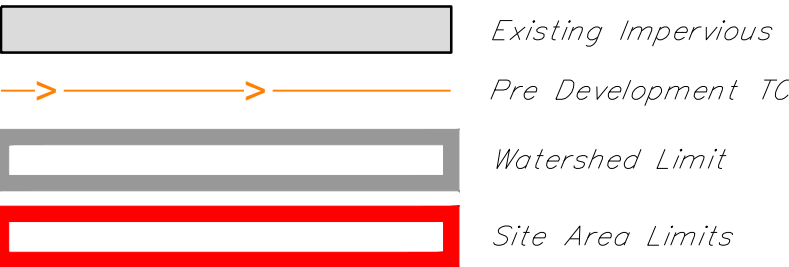 Existing Impervious
Pre Development TC
Watershed Limit
Site Area Limits